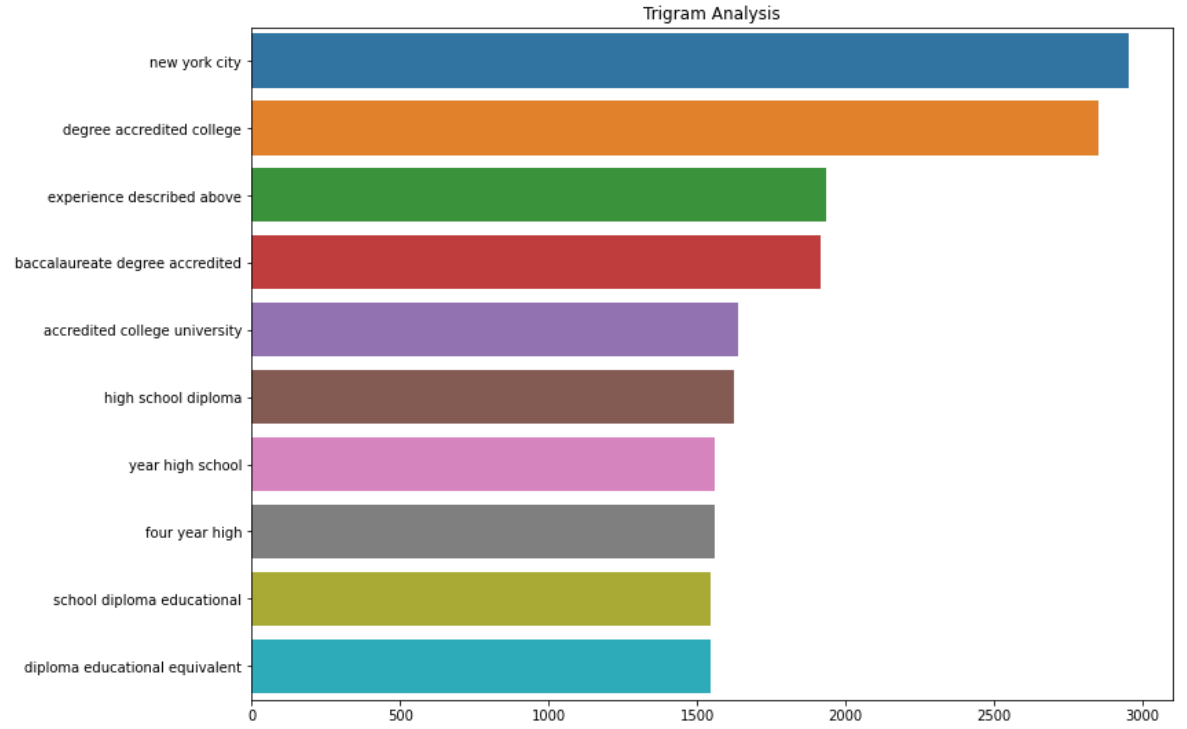 Trigram Analysis
new york city
degree accredited college
experience described above
baccalaureate degree accredited
accredited college university
high school diploma
year high school
four year high
school diploma educational
diploma educational equivalent
0 500 1000 1500 2000 2500 3000